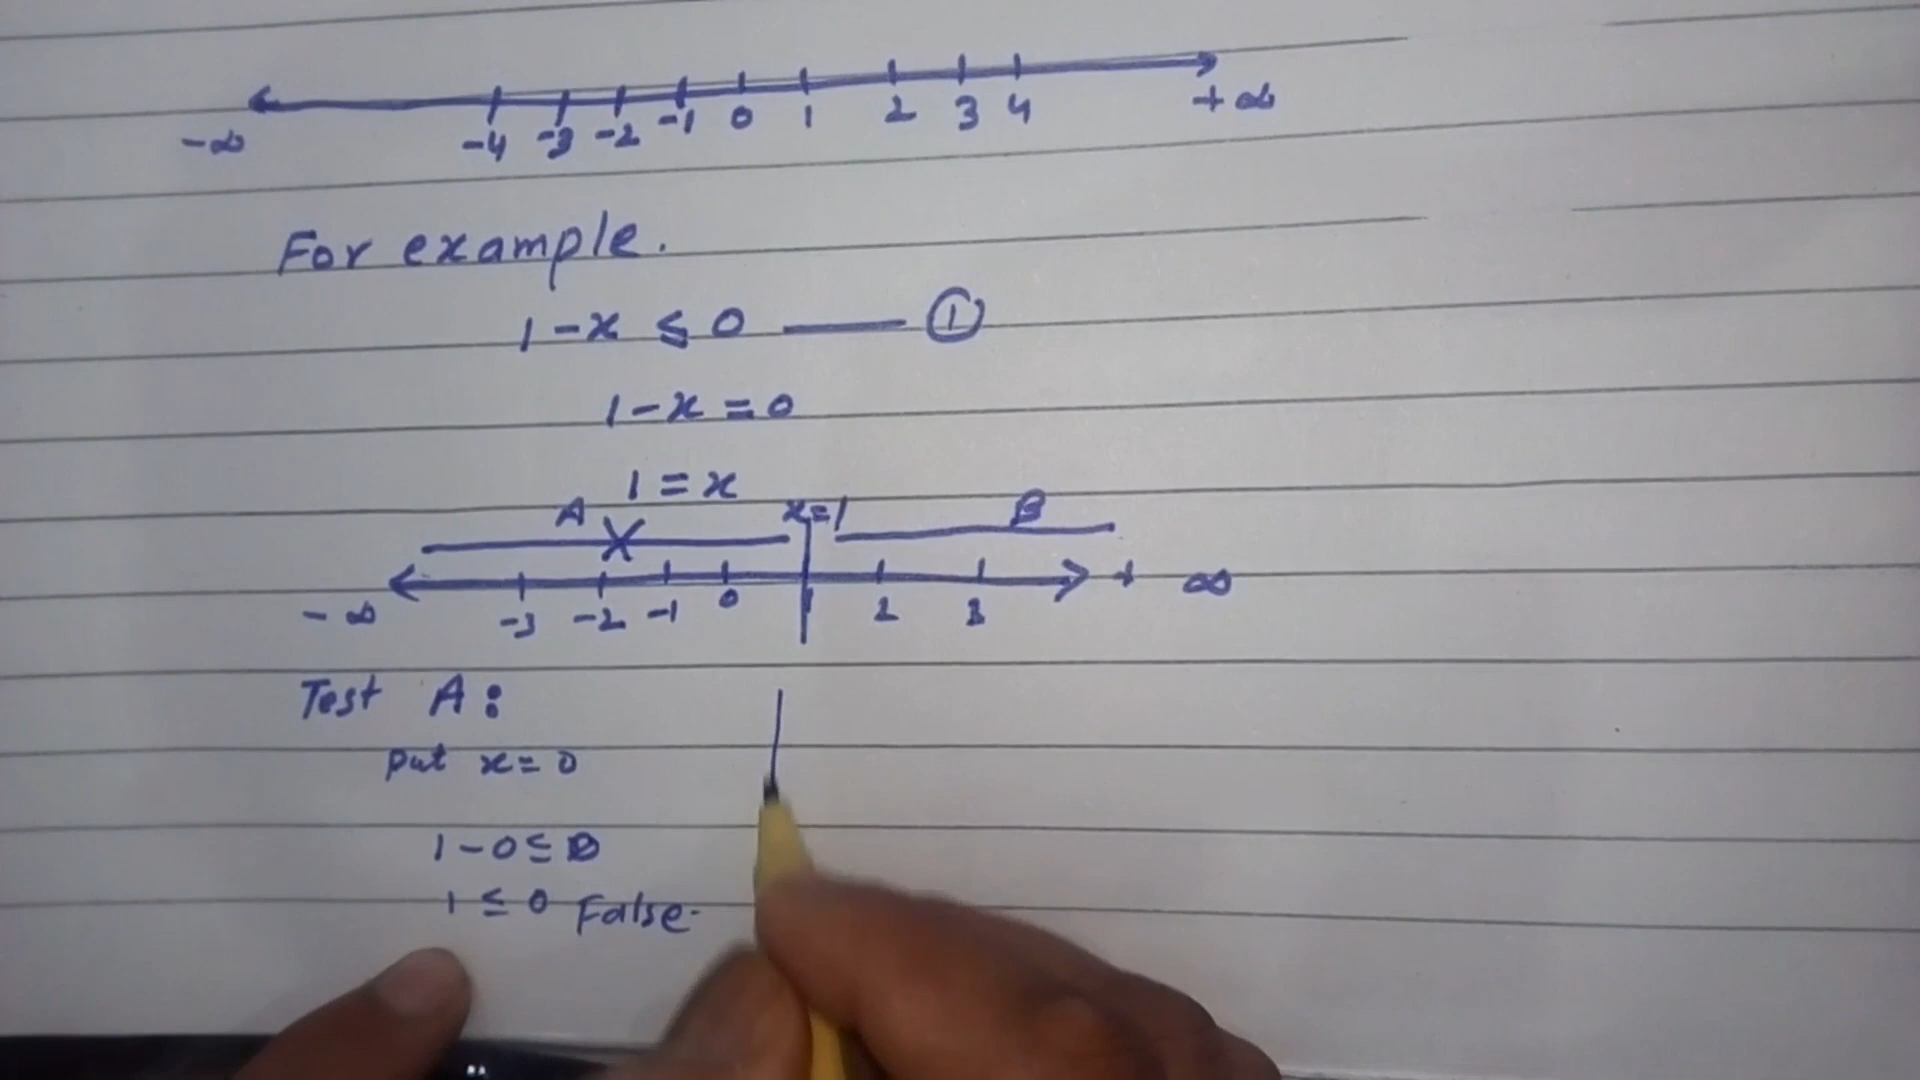 -∞ -4 -3 -2 -1 0 1 2 3 4 +∞
For example.
1-x ≤ 0 —— ①
1-x = 0
1 = x
A x=1 B
-∞ -3 -2 -1 0 1 2 3 + ∞
Test A:
put x = 0
1-0 ≤ 0
1 ≤ 0 False.